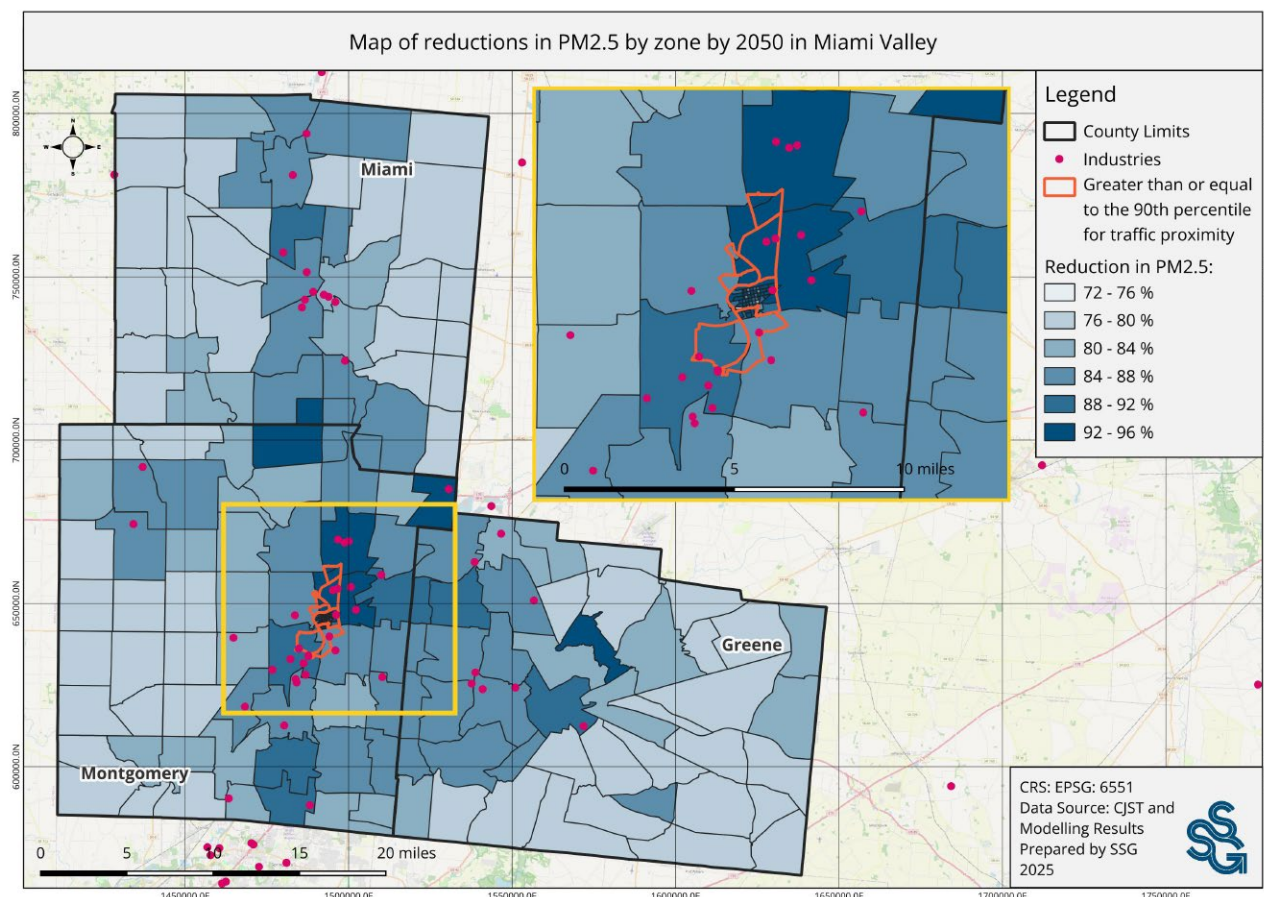 Map of reductions in PM2.5 by zone by 2050 in Miami Valley
800000.0N
750000.0N
700000.0N
650000.0N
600000.0N
N
W
E
S
Miami
Montgomery
Greene
0
5
10 miles
0
5
10
15
20 miles
Legend
County Limits
Industries
Greater than or equal
to the 90th percentile
for traffic proximity
Reduction in PM2.5:
72 - 76 %
76 - 80 %
80 - 84 %
84 - 88 %
88 - 92 %
92 - 96 %
CRS: EPSG: 6551
Data Source: CJST and
Modelling Results
Prepared by SSG
2025
SSG
1450000.0E
1500000.0E
1550000.0E
1600000.0E
1650000.0E
1700000.0E
1750000.0E